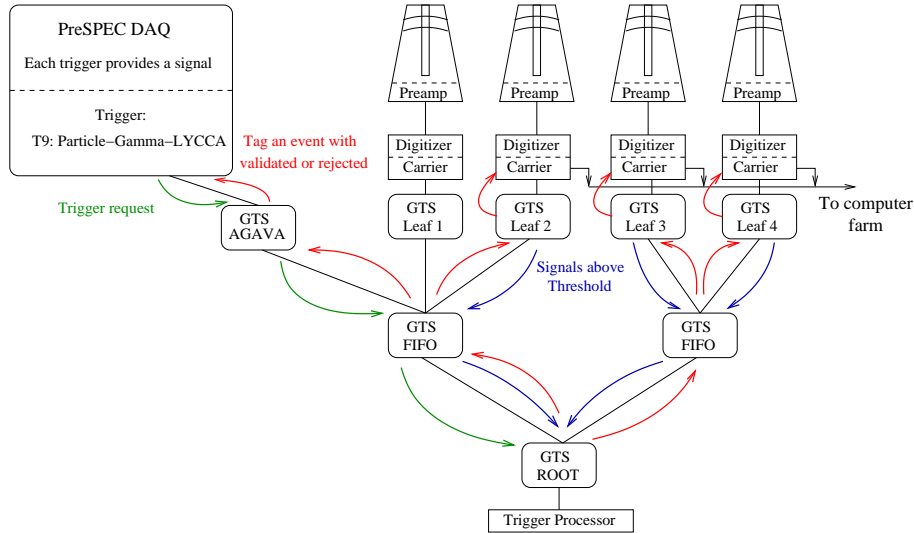 PreSPEC DAQ
Each trigger provides a signal
Trigger:
T9: Particle−Gamma−LYCCA
Preamp
Preamp
Preamp
Preamp
Digitizer
Carrier
Digitizer
Carrier
Digitizer
Carrier
Digitizer
Carrier
Tag an event with
validated or rejected
Trigger request
GTS
AGAVA
GTS
Leaf 1
GTS
Leaf 2
GTS
Leaf 3
GTS
Leaf 4
To computer
farm
Signals above
Threshold
GTS
FIFO
GTS
FIFO
GTS
ROOT
Trigger Processor